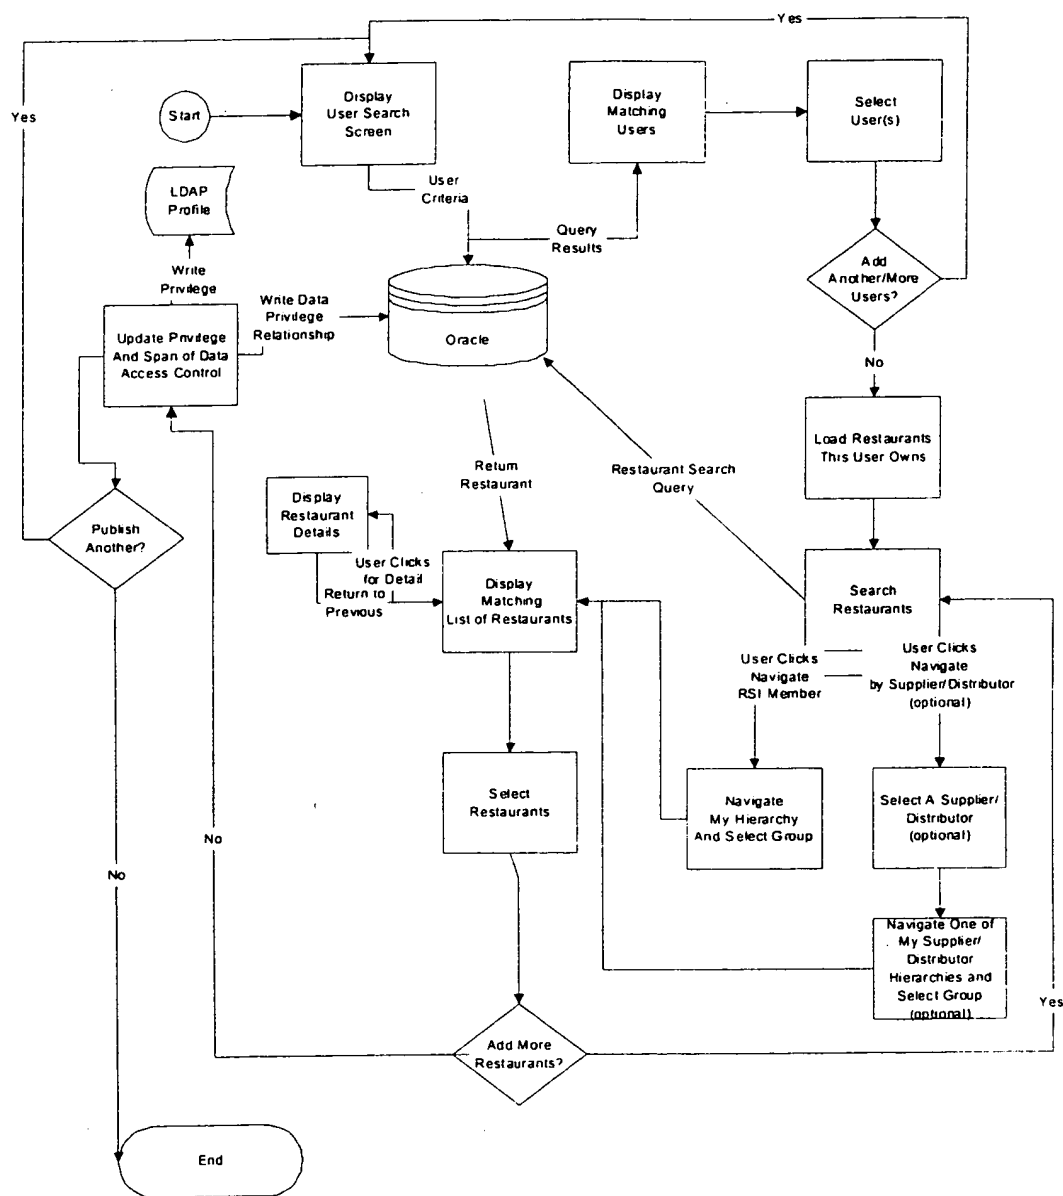 Yes
Yes
Start
Display
User Search
Screen
Display
Matching
Users
Select
User(s)
LDAP
Profile
User
Criteria
Query
Results
Add
Another/More
Users?
Write
Privilege
Write Data
Privilege
Relationship
Update Privilege
And Span of Data
Access Control
Oracle
No
Load Restaurants
This User Owns
Return
Restaurant
Restaurant Search
Query
Display
Restaurant
Details
Publish
Another?
User Clicks
for Detail
Return to
Previous
Display
Matching
List of Restaurants
Search
Restaurants
User Clicks
Navigate
RSI Member
User Clicks
Navigate
by Supplier/Distributor
(optional)
Select
Restaurants
Navigate
My Hierarchy
And Select Group
Select A Supplier/
Distributor
(optional)
No
No
Navigate One of
My Supplier/
Distributor
Hierarchies and
Select Group
(optional)
Yes
Add More
Restaurants?
End